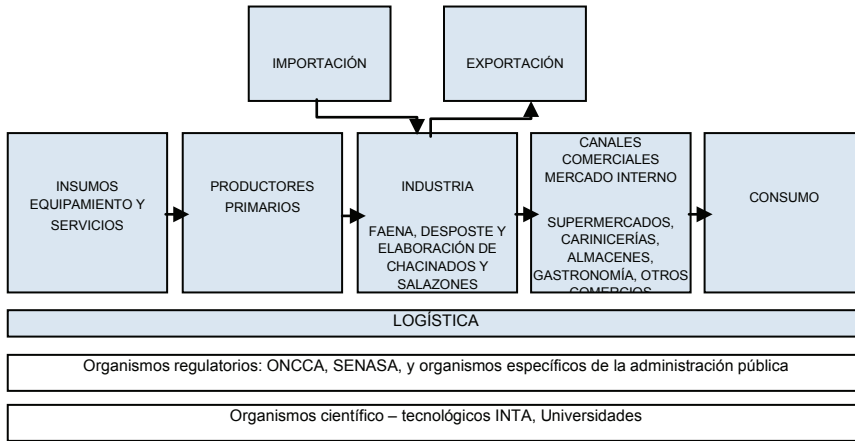 IMPORTACIÓN
EXPORTACIÓN
INSUMOS
EQUIPAMIENTO Y
SERVICIOS
PRODUCTORES
PRIMARIOS
INDUSTRIA
FAENA, DESPOSTE Y
ELABORACIÓN DE
CHACINADOS Y
SALAZONES
CANALES
COMERCIALES
MERCADO INTERNO
SUPERMERCADOS,
CARINICERÍAS,
ALMACENES,
GASTRONOMÍA, OTROS
COMERCIOS
CONSUMO
LOGÍSTICA
Organismos regulatorios: ONCCA, SENASA, y organismos específicos de la administración pública
Organismos científico – tecnológicos INTA, Universidades